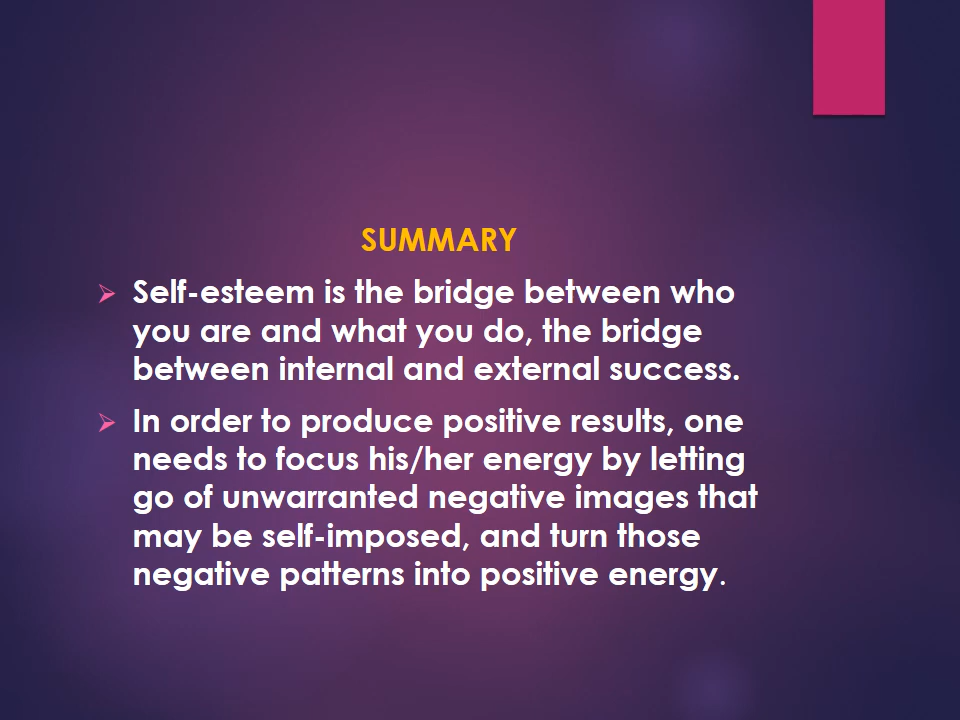 SUMMARY
Self-esteem is the bridge between who
you are and what you do, the bridge
between internal and external success.
In order to produce positive results, one
needs to focus his/her energy by letting
go of unwarranted negative images that
may be self-imposed, and turn those
negative patterns into positive energy.